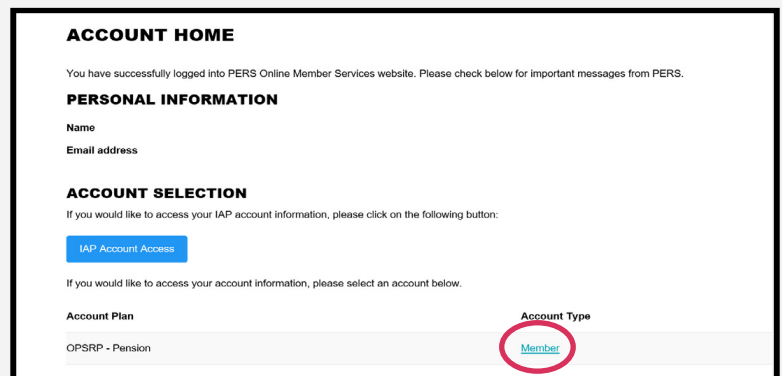 ACCOUNT HOME
You have successfully logged into PERS Online Member Services website. Please check below for important messages from PERS.
PERSONAL INFORMATION
Name
Email address
ACCOUNT SELECTION
If you would like to access your IAP account information, please click on the following button:
IAP Account Access
If you would like to access your account information, please select an account below.
Account Plan Account Type
OPSRP - Pension Member